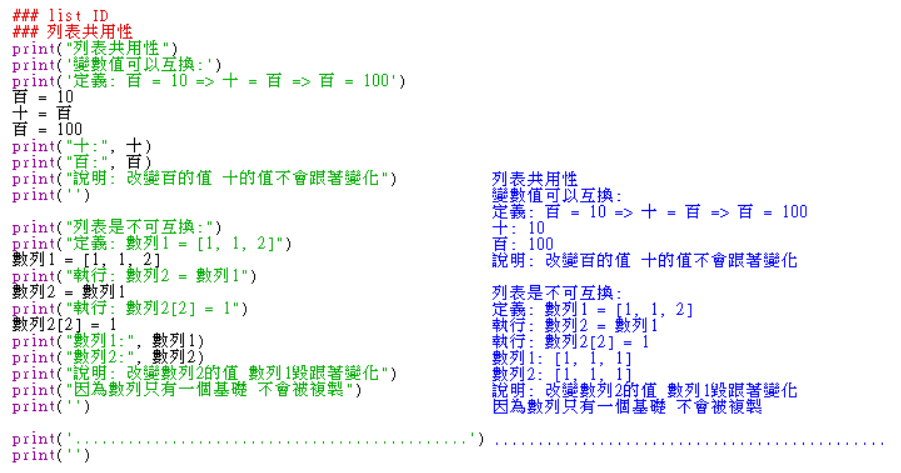 ### list ID
### 列表共用性
print("列表共用性")
print('變數值可以互換:')
print('定義: 百 = 10 => 十 = 百 => 百 = 100')
百 = 10
十 = 百
百 = 100
print("十:", 十)
print("百:", 百)
print("說明: 改變百的值 十的值不會跟著變化")
print('')
print("列表是不可互換:")
print("定義: 數列1 = [1, 1, 2]")
數列1 = [1, 1, 2]
print("執行: 數列2 = 數列1")
數列2 = 數列1
print("執行: 數列2[2] = 1")
數列2[2] = 1
print("數列1:", 數列1)
print("數列2:", 數列2)
print("說明: 改變數列2的值 數列1毀跟著變化")
print("因為數列只有一個基礎 不會被複製")
print('')
print('.............................................')
print('')
列表共用性
變數值可以互換:
定義: 百 = 10 => 十 = 百 => 百 = 100
十: 10
百: 100
說明: 改變百的值 十的值不會跟著變化
列表是不可互換:
定義: 數列1 = [1, 1, 2]
執行: 數列2 = 數列1
執行: 數列2[2] = 1
數列1: [1, 1, 1]
數列2: [1, 1, 1]
說明: 改變數列2的值 數列1毀跟著變化
因為數列只有一個基礎 不會被複製
.............................................